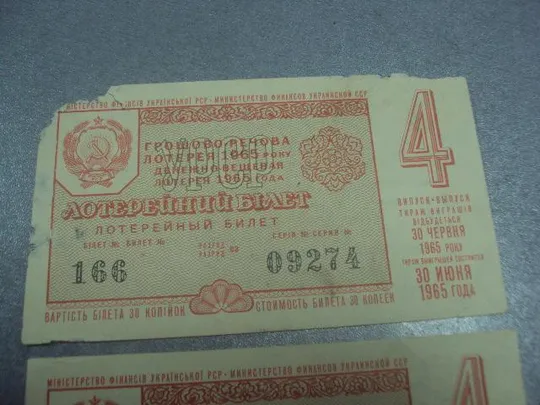 МІНІСТЕРСТВО ФІНАНСІВ УКРАЇНСЬКОЇ РСР · МИНИСТЕРСТВО ФИНАНСОВ УКРАИНСКОЙ ССР
ГРОШОВО-РЕЧОВА
ЛОТЕРЕЯ 1965 РОКУ
ДЕНЕЖНО-ВЕЩЕВАЯ
ЛОТЕРЕЯ 1965 ГОДА
ЛОТЕРЕЙНИЙ БІЛЕТ
ЛОТЕРЕЙНЫЙ БИЛЕТ
БІЛЕТ № БИЛЕТ №
РОЗРЯД 02
РАЗРЯД
СЕРІЯ № СЕРИЯ №
166
09274
ВАРТІСТЬ БІЛЕТА 30 КОПІЙОК
СТОИМОСТЬ БИЛЕТА 30 КОПЕЕК
4
ВИПУСК · ВЫПУСК
ТИРАЖ ВИГРАШІВ
ВІДБУДЕТЬСЯ
30 ЧЕРВНЯ
1965 РОКУ
ТИРАЖ ВЫИГРЫШЕЙ СОСТОИТСЯ
30 ИЮНЯ
1965 ГОДА
МІНІСТЕРСТВО ФІНАНСІВ УКРАЇНСЬКОЇ РСР · МИНИСТЕРСТВО ФИНАНСОВ УКРАИНСКОЙ ССР
4